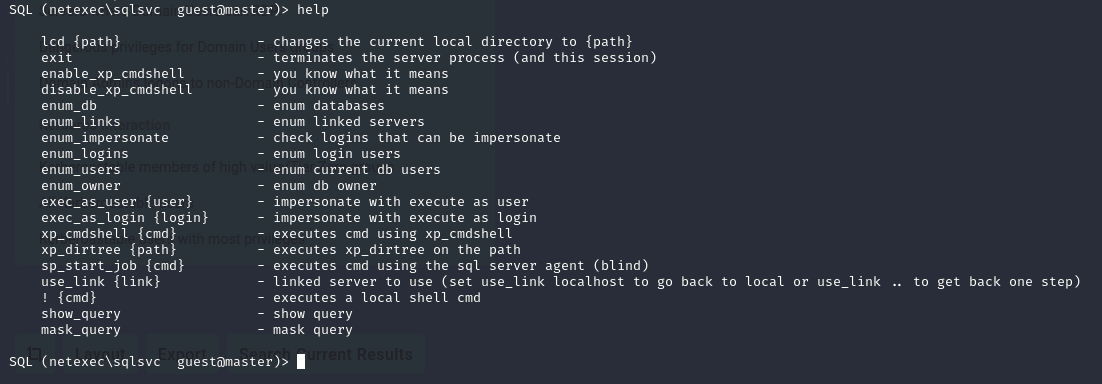 SQL (netexec\sqlsvc  guest@master)> help
lcd {path}                 - changes the current local directory to {path}
exit                       - terminates the server process (and this session)
enable_xp_cmdshell         - you know what it means
disable_xp_cmdshell        - you know what it means
enum_db                    - enum databases
enum_links                 - enum linked servers
enum_impersonate           - check logins that can be impersonate
enum_logins                - enum login users
enum_users                 - enum current db users
enum_owner                 - enum db owner
exec_as_user {user}        - impersonate with execute as user
exec_as_login {login}      - impersonate with execute as login
xp_cmdshell {cmd}          - executes cmd using xp_cmdshell
xp_dirtree {path}          - executes xp_dirtree on the path
sp_start_job {cmd}         - executes cmd using the sql server agent (blind)
use_link {link}            - linked server to use (set use_link localhost to go back to local or use_link .. to get back one step)
! {cmd}                    - executes a local shell cmd
show_query                 - show query
mask_query                 - mask query
Layout Export Search Current Results
SQL (netexec\sqlsvc  guest@master)>